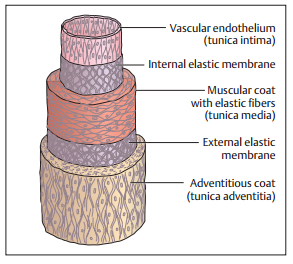 Vascular endothelium
(tunica intima)
Internal elastic membrane
Muscular coat
with elastic fibers
(tunica media)
External elastic
membrane
Adventitious coat
(tunica adventitia)